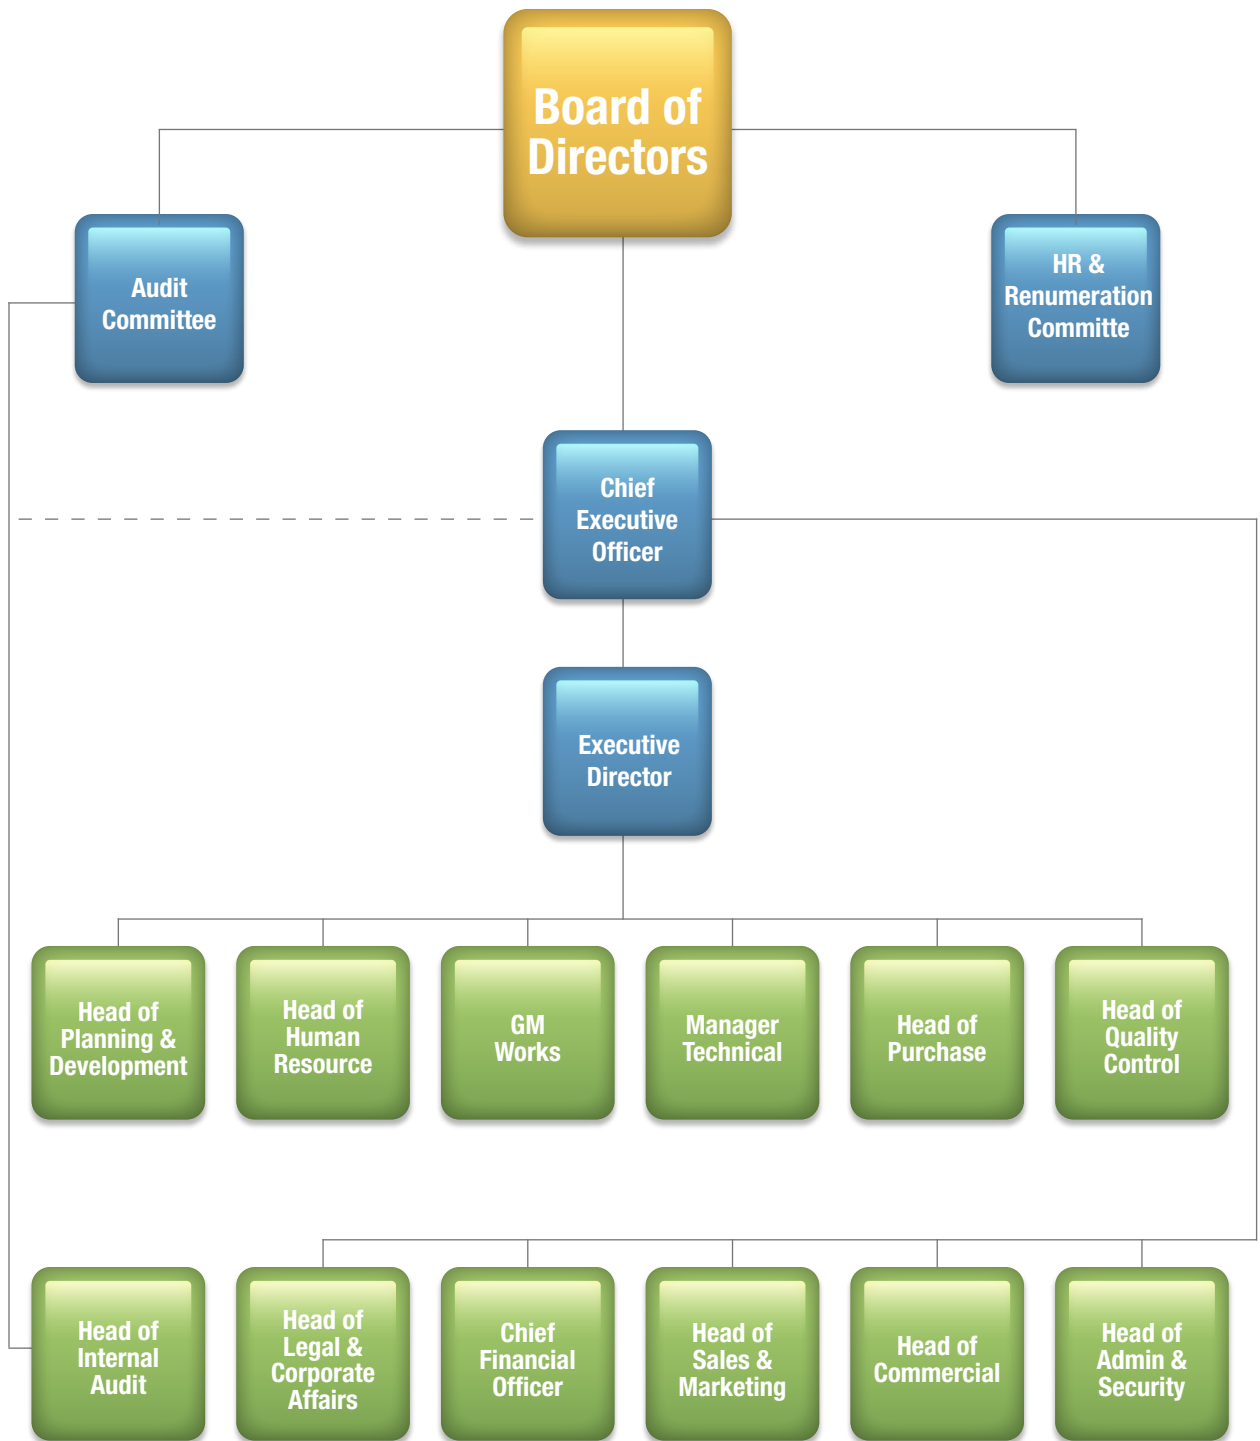 Board of
Directors
Audit
Committee
HR &
Renumeration
Committe
Chief
Executive
Officer
Executive
Director
Head of
Planning &
Development
Head of
Human
Resource
GM
Works
Manager
Technical
Head of
Purchase
Head of
Quality
Control
Head of
Internal
Audit
Head of
Legal &
Corporate
Affairs
Chief
Financial
Officer
Head of
Sales &
Marketing
Head of
Commercial
Head of
Admin &
Security